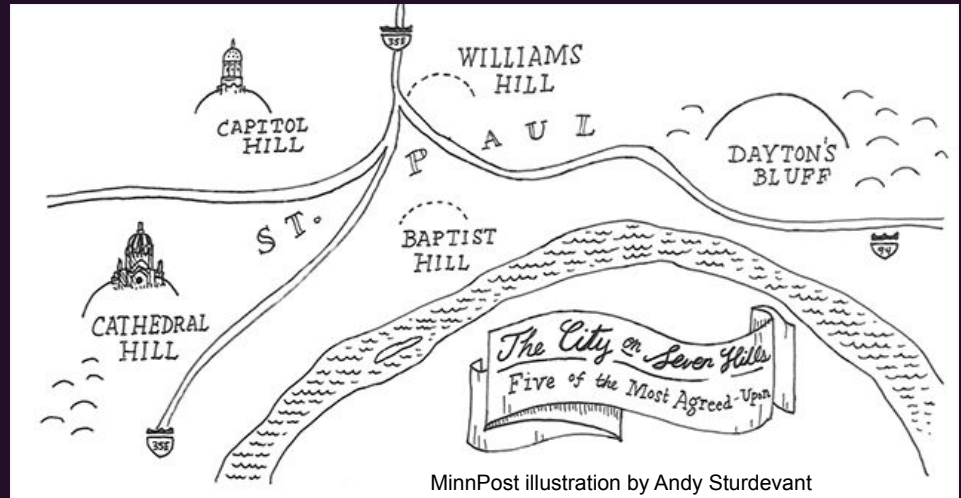 35E
WILLIAMS
HILL
CAPITOL
HILL
ST. PAUL
DAYTON'S
BLUFF
BAPTIST
HILL
94
CATHEDRAL
HILL
The City on Seven Hills
Five of the Most Agreed-Upon
35E
MinnPost illustration by Andy Sturdevant